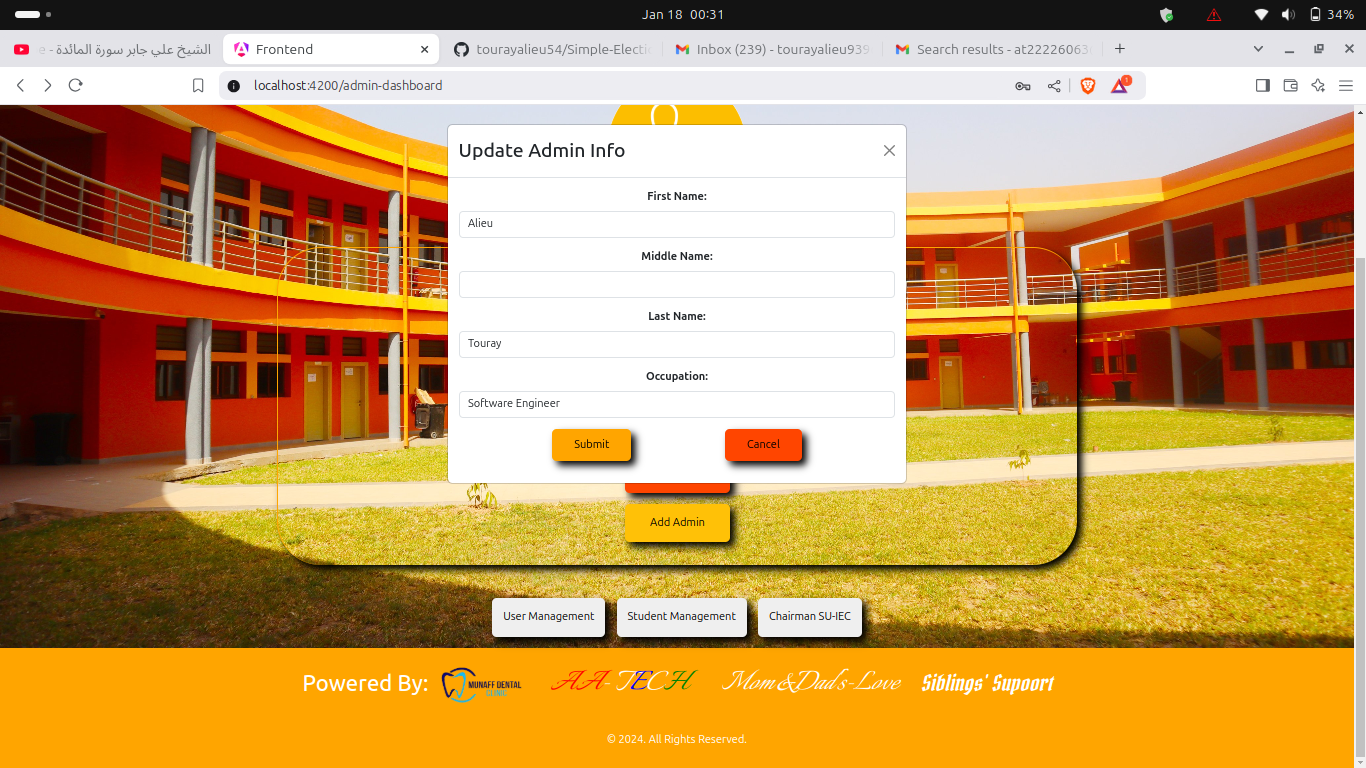 Jan 18 00:31
34%
الشيخ علي جابر سورة المائدة - e
Frontend
tourayalieu54/Simple-Electi
Inbox (239) - tourayalieu939
Search results - at22226063
localhost:4200/admin-dashboard
1
Update Admin Info
First Name:
Alieu
Middle Name:
Last Name:
Touray
Occupation:
Software Engineer
Submit
Cancel
Add Admin
User Management
Student Management
Chairman SU-IEC
Powered By:
MUNAFF DENTAL
CLINIC
AA-TECH
Mom&Dad's-Love
Siblings' Supoort
© 2024. All Rights Reserved.